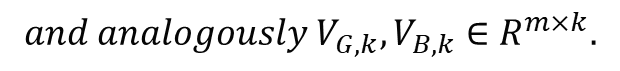 and analogously V_{G,k}, V_{B,k} ∈ R^{m×k}.